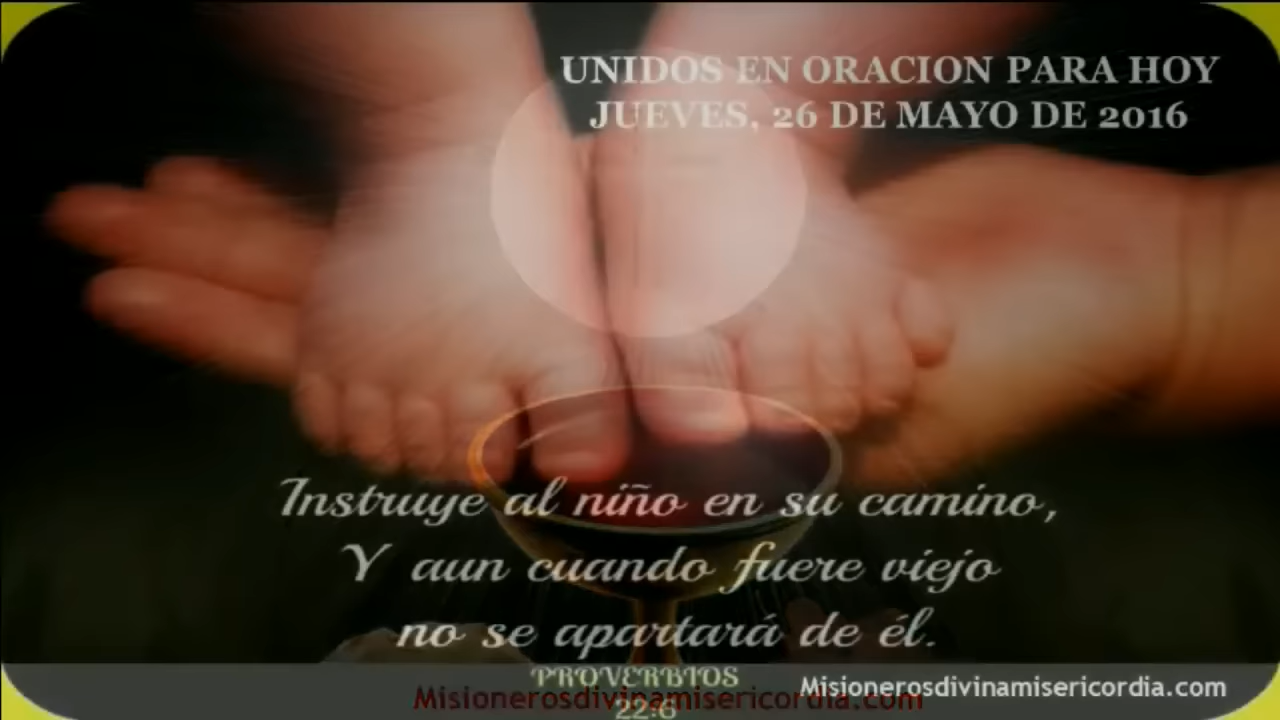 UNIDOS EN ORACION PARA HOY
JUEVES, 26 DE MAYO DE 2016
Instruye al niño en su camino,
Y aun cuando fuere viejo
no se apartará de él.
PROVERBIOS
Misionerosdivinamisericordia.com
Misionerosdivinamisericordia.com
22:6